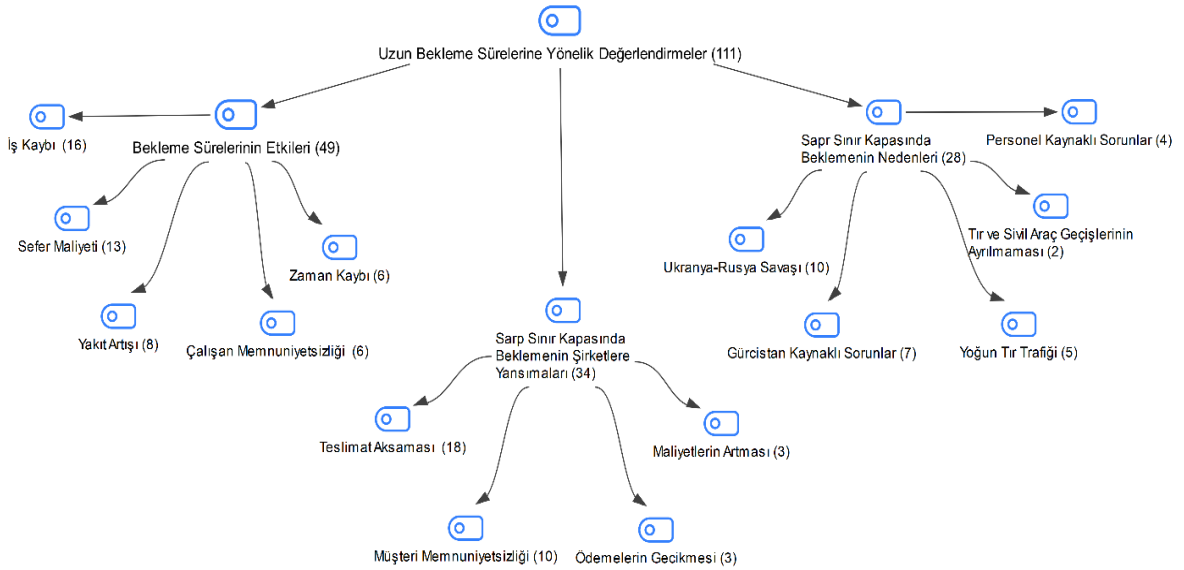 Uzun Bekleme Sürelerine Yönelik Değerlendirmeler (111)
İş Kaybı (16)
Bekleme Sürelerinin Etkileri (49)
Sapr Sınır Kapasında
Beklemenin Nedenleri (28)
Personel Kaynaklı Sorunlar (4)
Sefer Maliyeti (13)
Zaman Kaybı (6)
Ukranya-Rusya Savaşı (10)
Tır ve Sivil Araç Geçişlerinin
Ayrılmaması (2)
Yakıt Artışı (8)
Çalışan Memnuniyetsizliği (6)
Sarp Sınır Kapasında
Beklemenin Şirketlere
Yansımaları (34)
Gürcistan Kaynaklı Sorunlar (7)
Yoğun Tır Trafiği (5)
Teslimat Aksaması (18)
Maliyetlerin Artması (3)
Müşteri Memnuniyetsizliği (10)
Ödemelerin Gecikmesi (3)